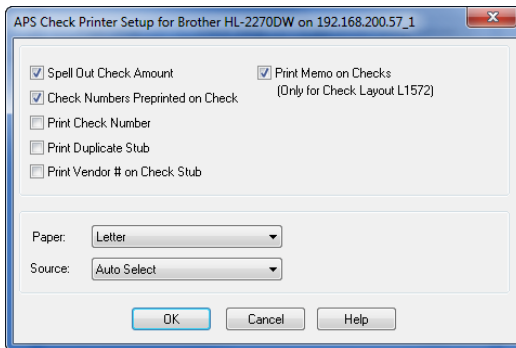 APS Check Printer Setup for Brother HL-2270DW on 192.168.200.57_1
Spell Out Check Amount
Print Memo on Checks
(Only for Check Layout L1572)
Check Numbers Preprinted on Check
Print Check Number
Print Duplicate Stub
Print Vendor # on Check Stub
Paper: Letter
Source: Auto Select
OK Cancel Help